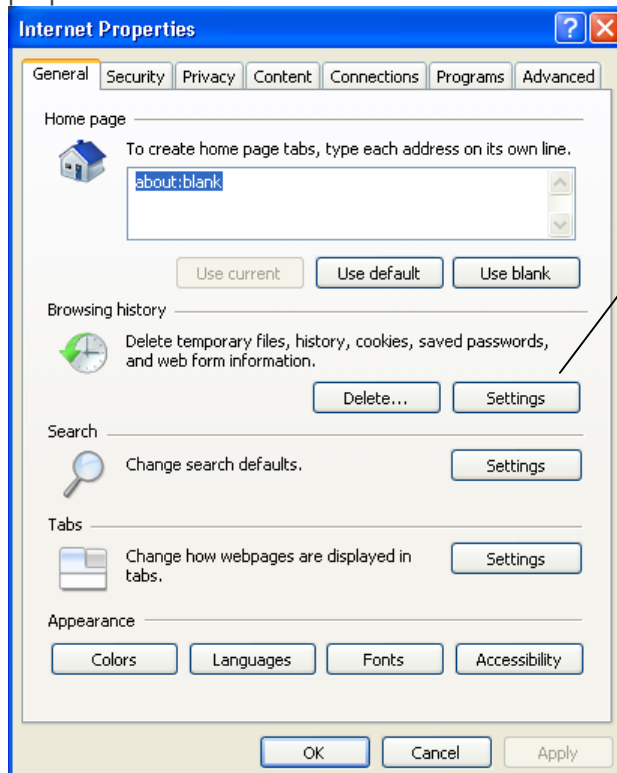 Internet Properties
General Security Privacy Content Connections Programs Advanced
Home page
To create home page tabs, type each address on its own line.
about:blank
Use current Use default Use blank
Browsing history
Delete temporary files, history, cookies, saved passwords,
and web form information.
Delete... Settings
Search
Change search defaults. Settings
Tabs
Change how webpages are displayed in
tabs.
Settings
Appearance
Colors Languages Fonts Accessibility
OK Cancel Apply